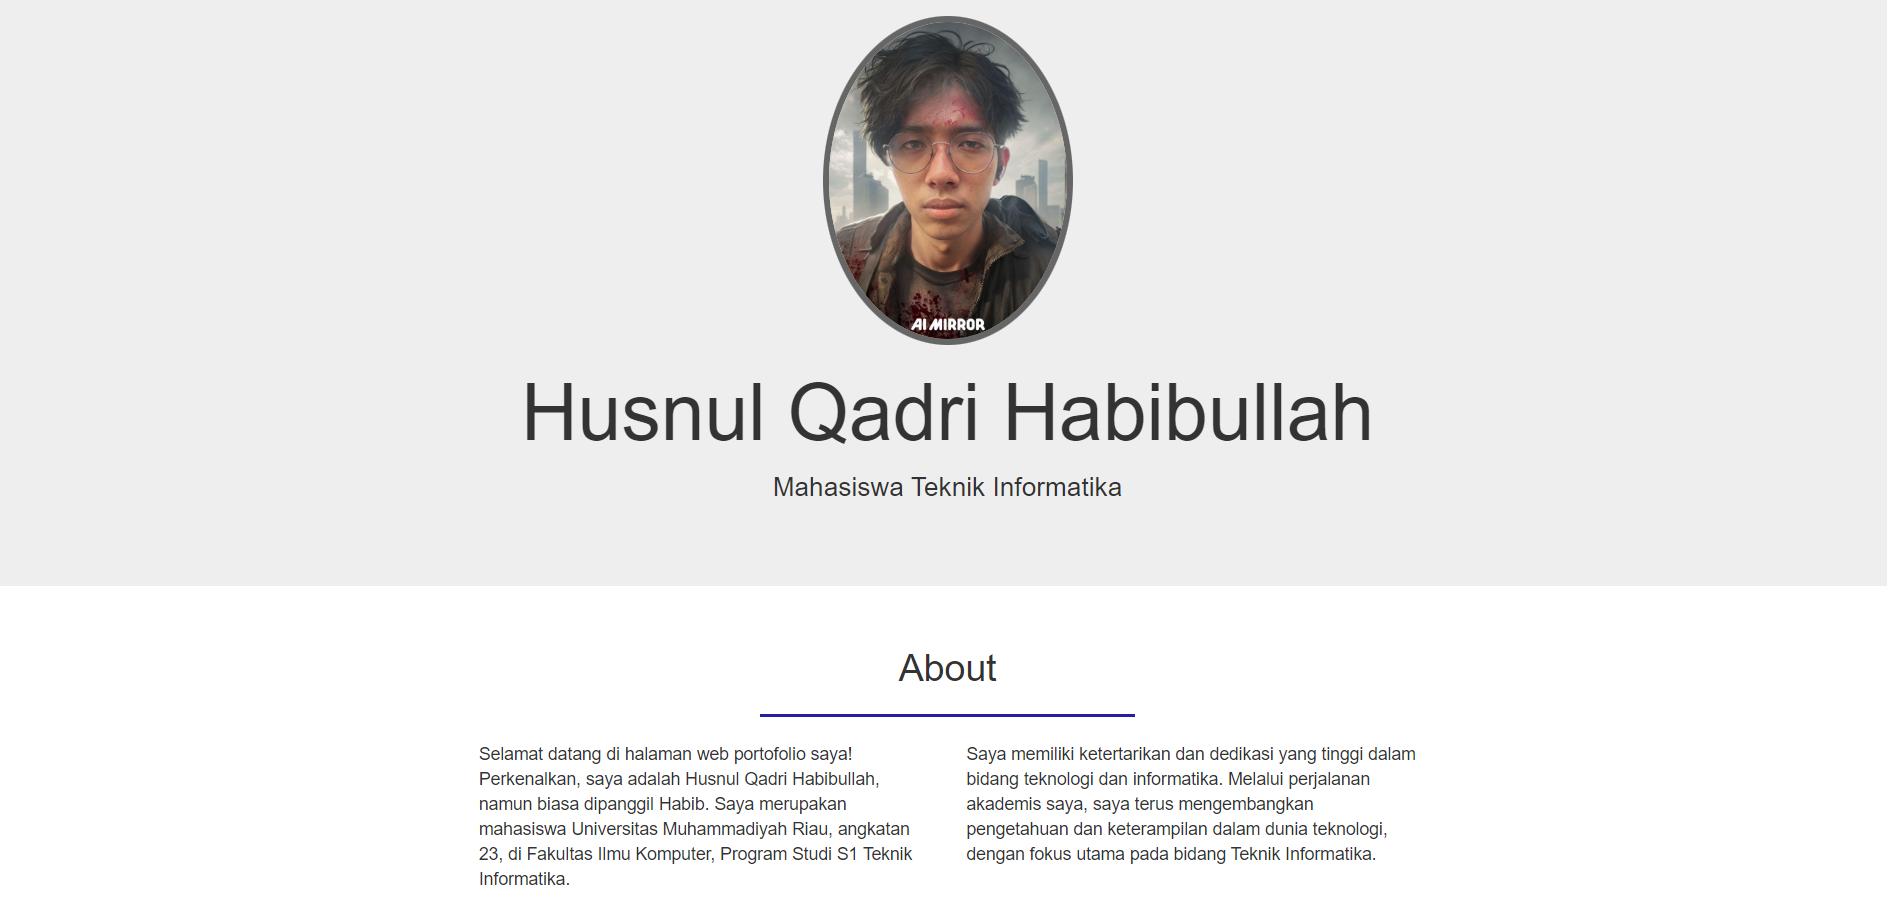 AI MIRROR
Husnul Qadri Habibullah
Mahasiswa Teknik Informatika
About
Selamat datang di halaman web portofolio saya!
Perkenalkan, saya adalah Husnul Qadri Habibullah,
namun biasa dipanggil Habib. Saya merupakan
mahasiswa Universitas Muhammadiyah Riau, angkatan
23, di Fakultas Ilmu Komputer, Program Studi S1 Teknik
Informatika.
Saya memiliki ketertarikan dan dedikasi yang tinggi dalam
bidang teknologi dan informatika. Melalui perjalanan
akademis saya, saya terus mengembangkan
pengetahuan dan keterampilan dalam dunia teknologi,
dengan fokus utama pada bidang Teknik Informatika.